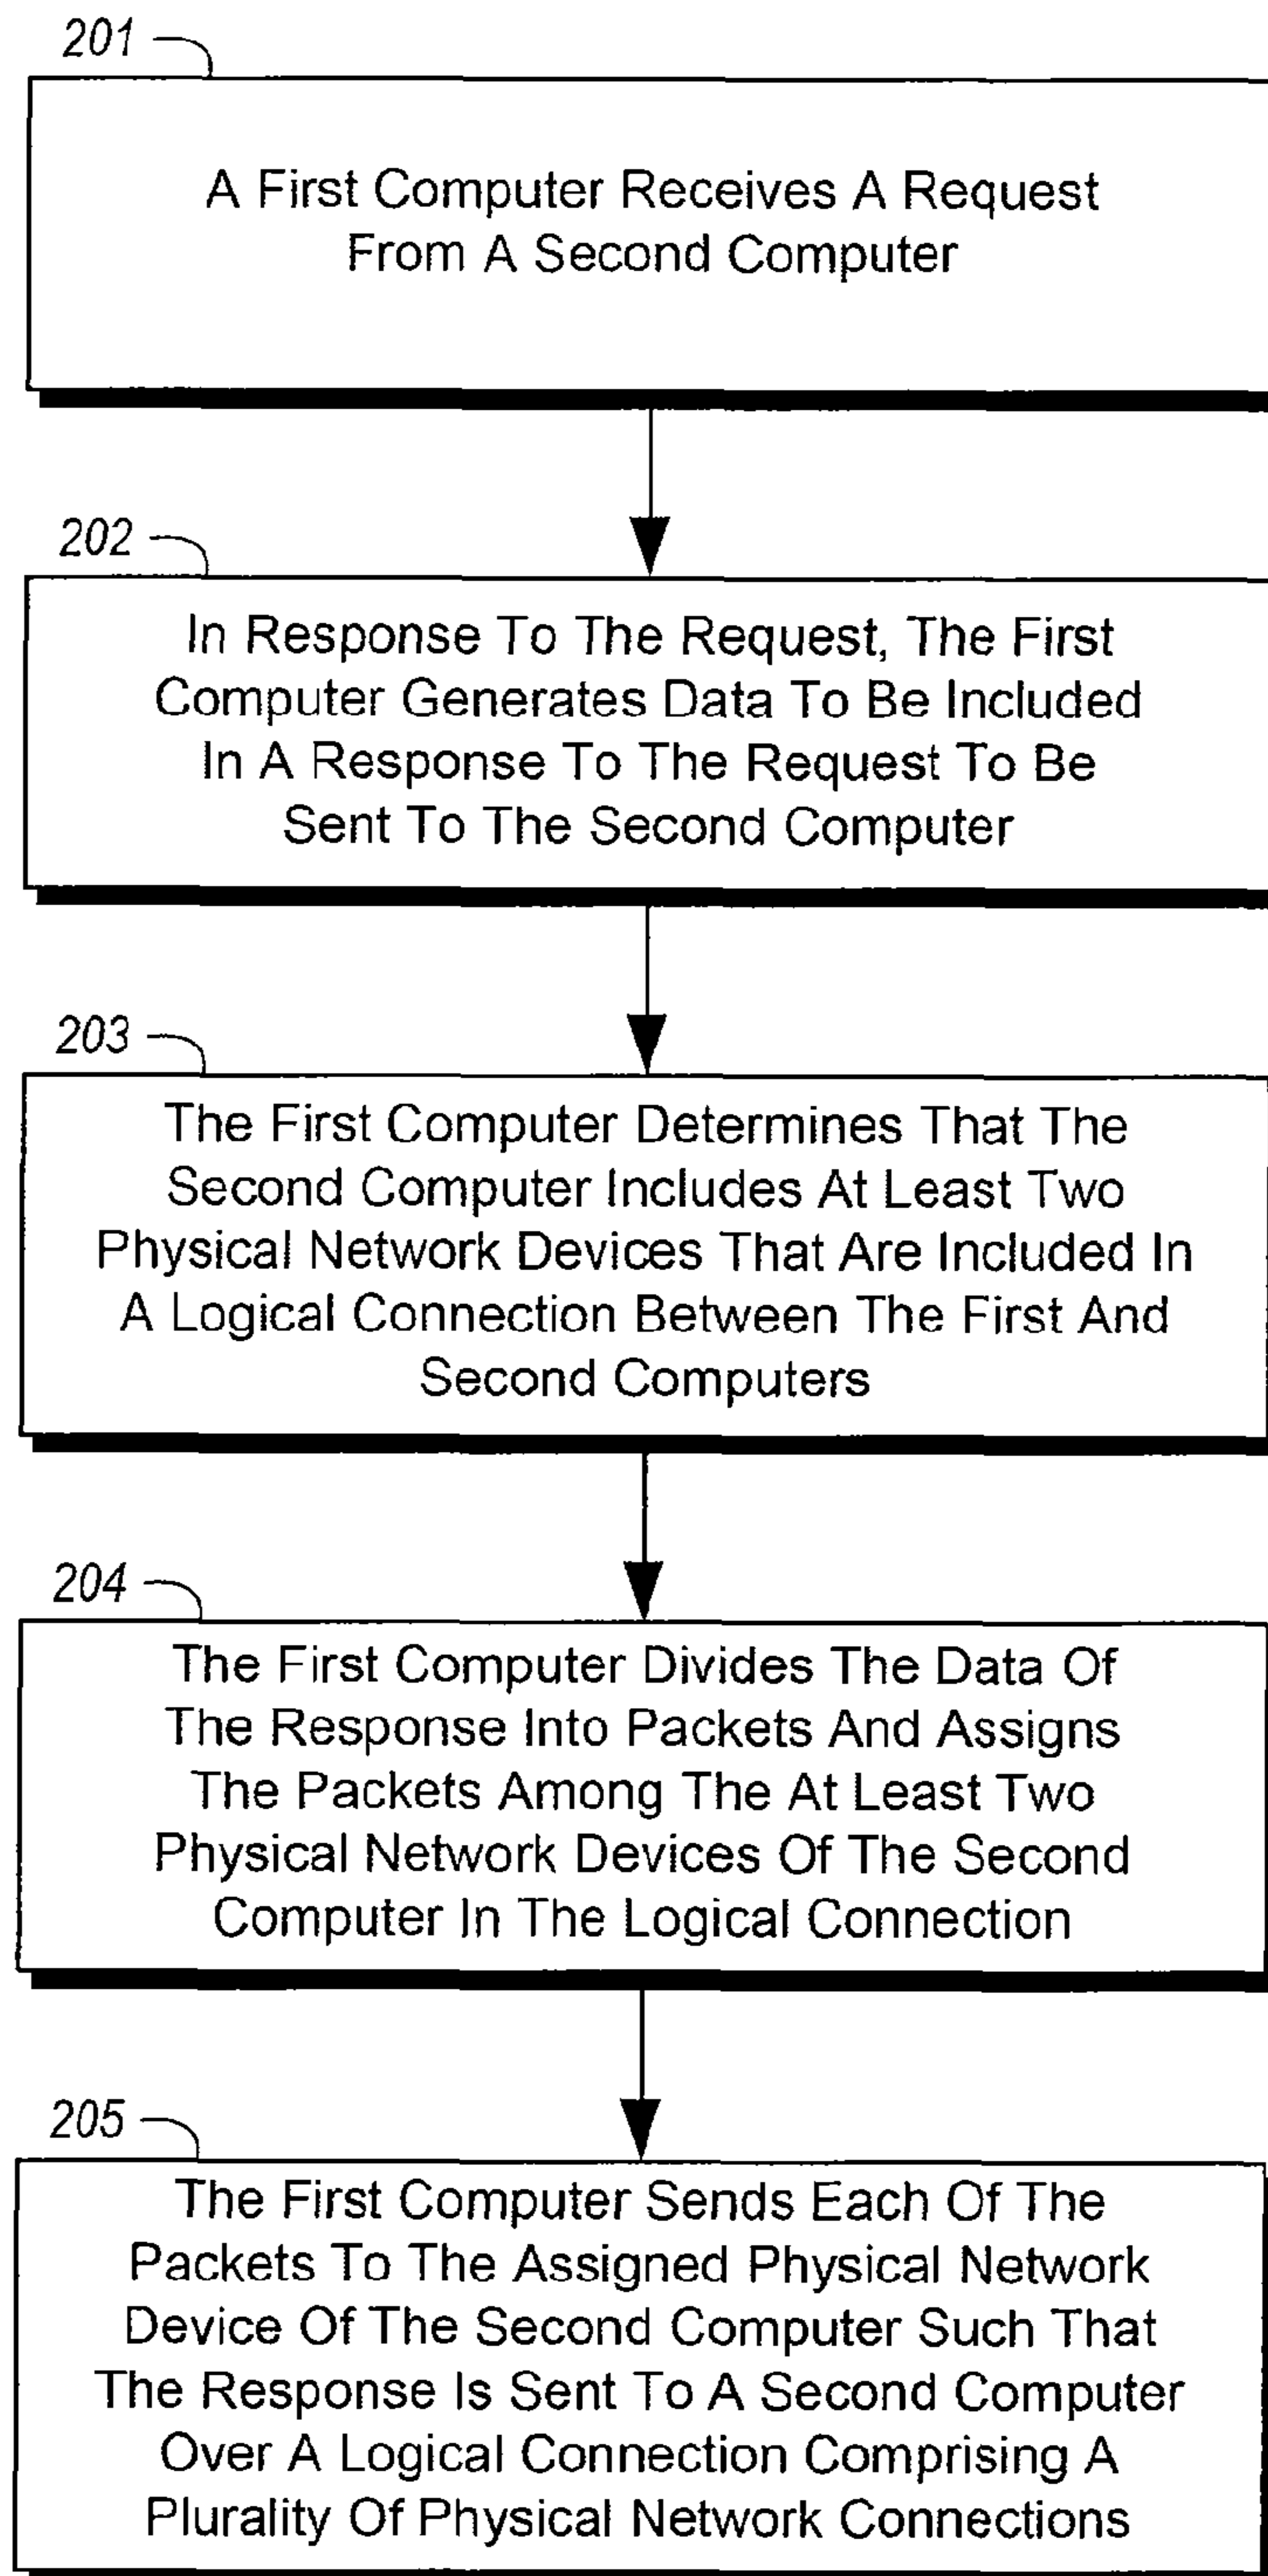 201
A First Computer Receives A Request
From A Second Computer
202
In Response To The Request, The First
Computer Generates Data To Be Included
In A Response To The Request To Be
Sent To The Second Computer
203
The First Computer Determines That The
Second Computer Includes At Least Two
Physical Network Devices That Are Included In
A Logical Connection Between The First And
Second Computers
204
The First Computer Divides The Data Of
The Response Into Packets And Assigns
The Packets Among The At Least Two
Physical Network Devices Of The Second
Computer In The Logical Connection
205
The First Computer Sends Each Of The
Packets To The Assigned Physical Network
Device Of The Second Computer Such That
The Response Is Sent To A Second Computer
Over A Logical Connection Comprising A
Plurality Of Physical Network Connections